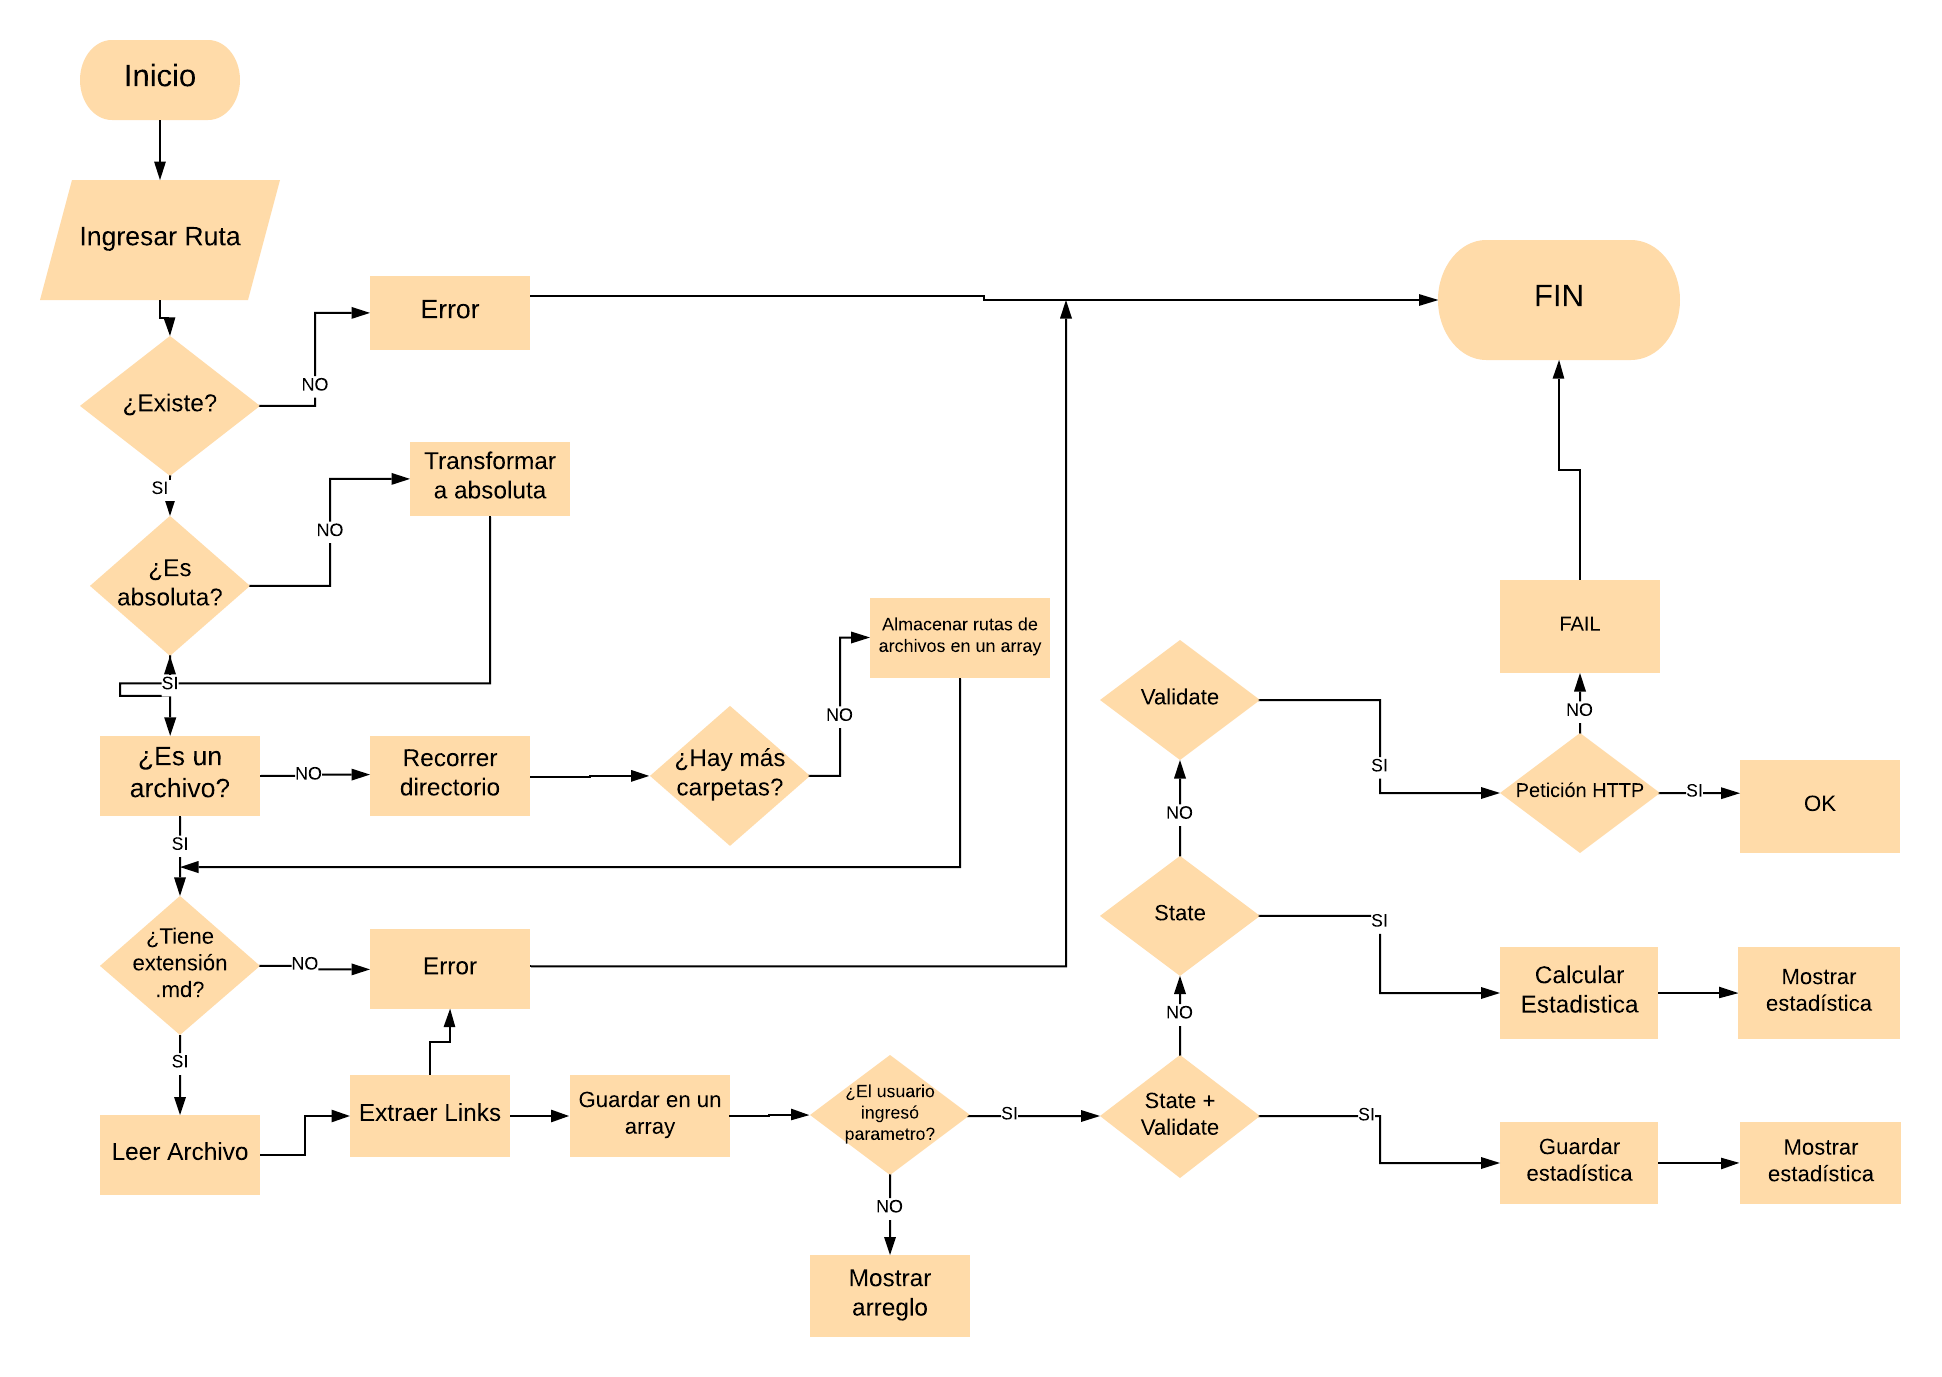 Inicio
Ingresar Ruta
Error
FIN
NO
¿Existe?
SI
Transformar
a absoluta
NO
¿Es
absoluta?
SI
Almacenar rutas de
archivos en un array
NO
¿Es un
archivo?
NO
Recorrer
directorio
¿Hay más
carpetas?
SI
¿Tiene
extensión
.md?
NO
Error
SI
Leer Archivo
Extraer Links
Guardar en un
array
¿El usuario
ingresó
parametro?
SI
NO
Mostrar
arreglo
State +
Validate
NO
SI
Guardar
estadística
Mostrar
estadística
State
NO
SI
Calcular
Estadistica
Mostrar
estadística
Validate
SI
Petición HTTP
NO
FAIL
SI
OK